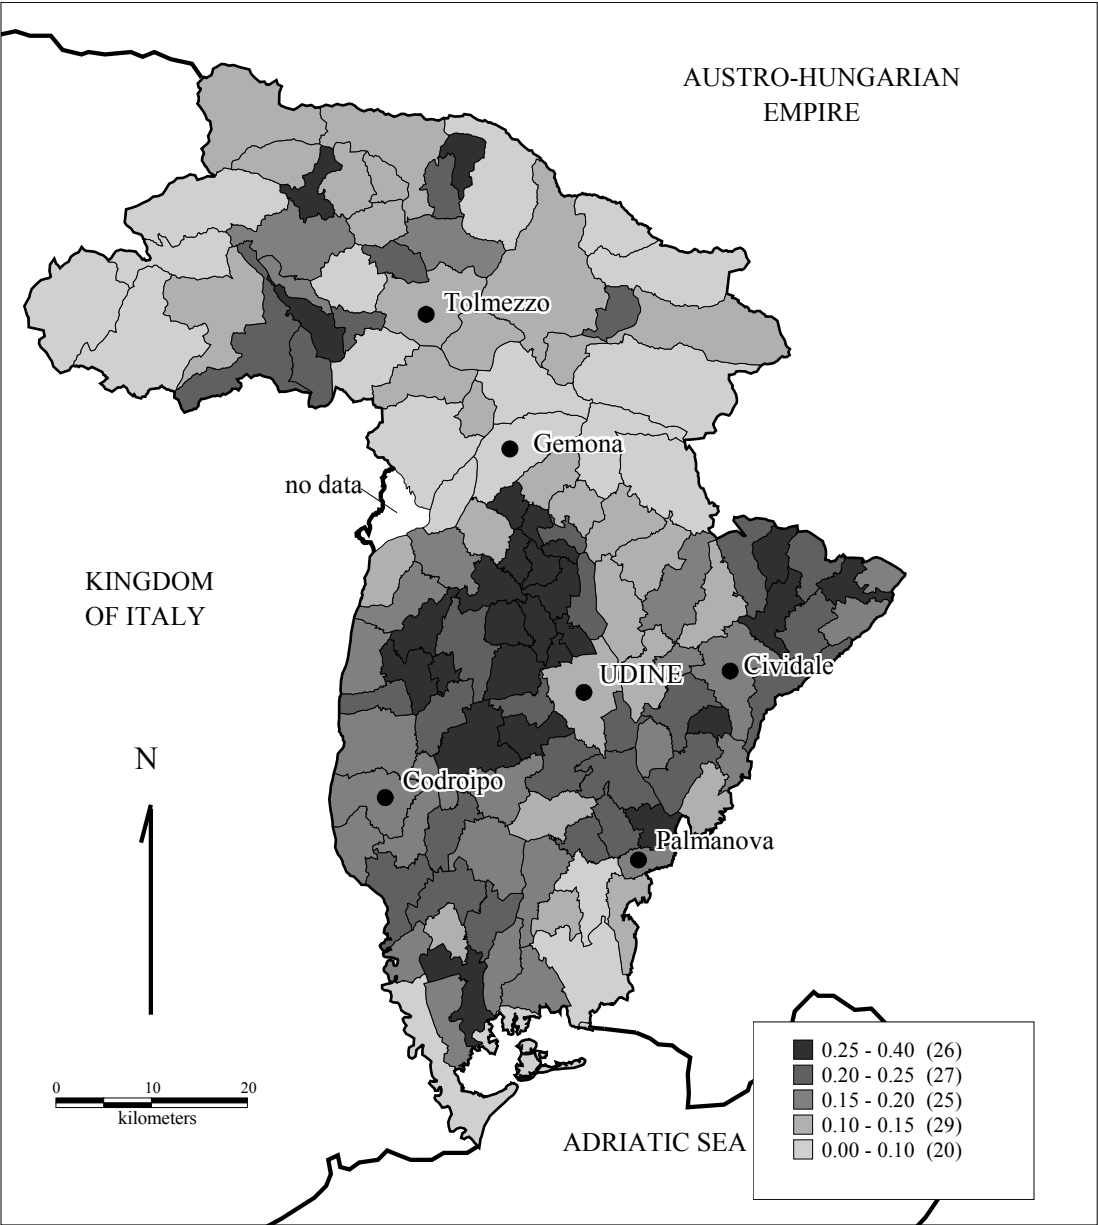 AUSTRO-HUNGARIAN
EMPIRE
Tolmezzo
Gemona
no data
KINGDOM
OF ITALY
UDINE
Cividale
N
Codroipo
Palmanova
0.25 - 0.40 (26)
0.20 - 0.25 (27)
0.15 - 0.20 (25)
0.10 - 0.15 (29)
0.00 - 0.10 (20)
0 10 20
kilometers
ADRIATIC SEA